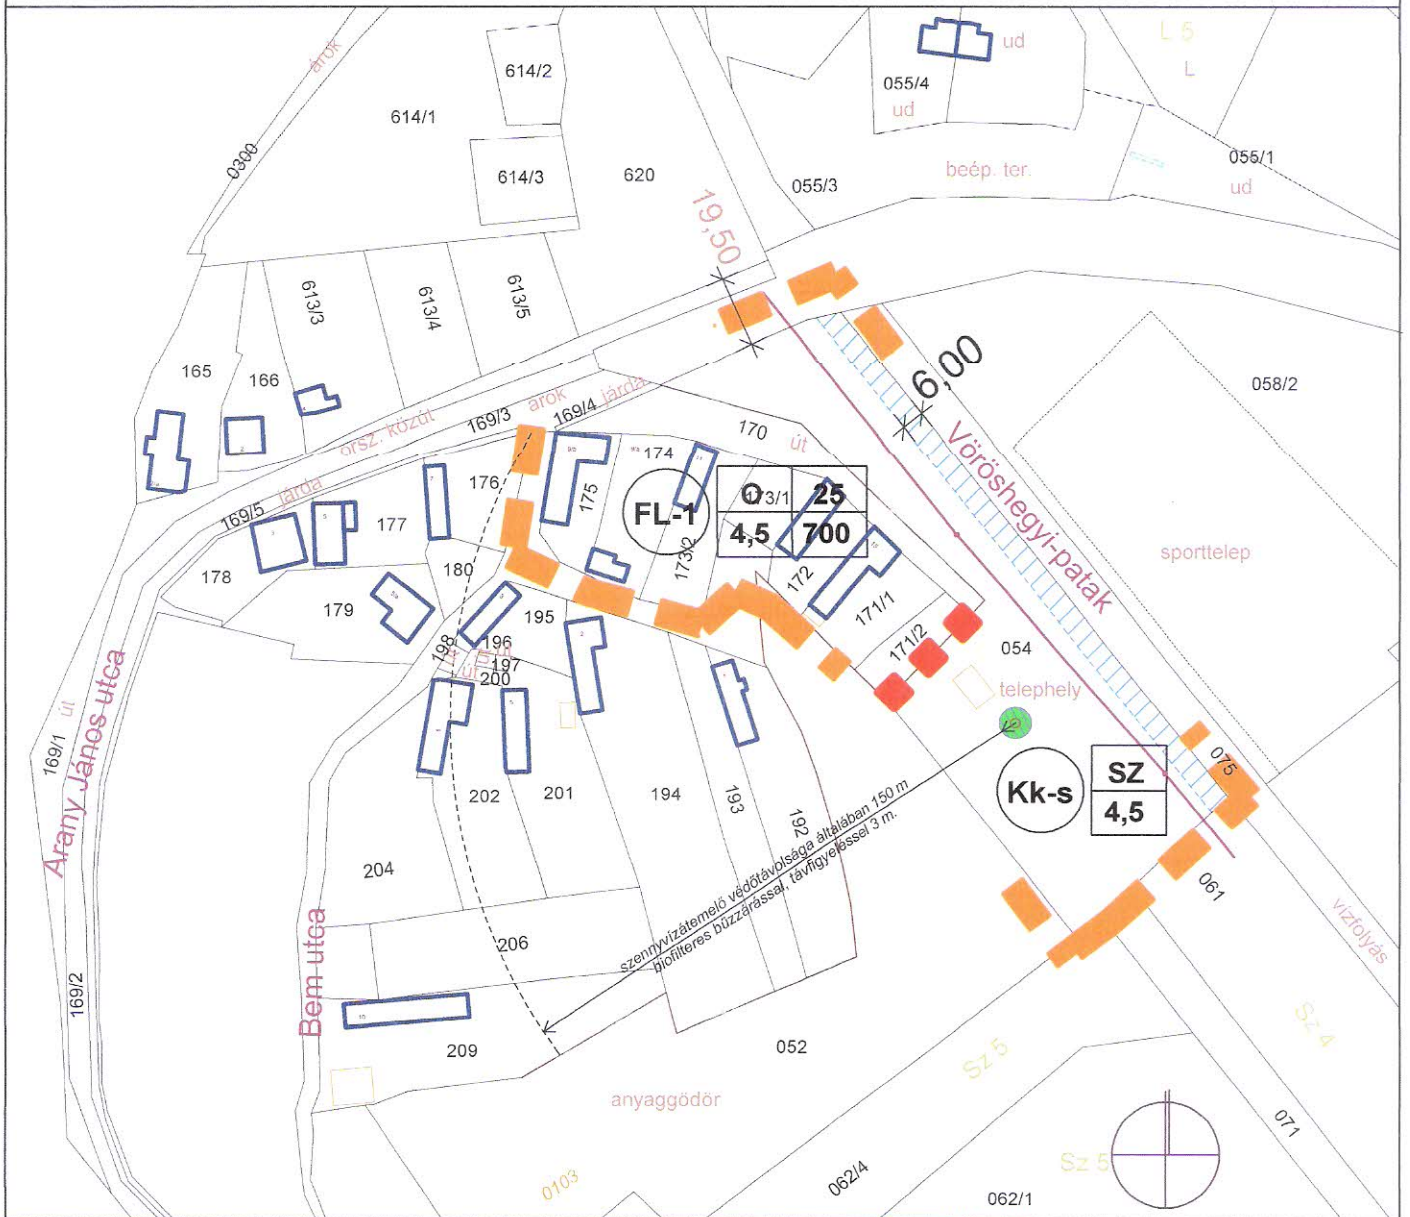 árok
0300
614/1
614/2
614/3
620
055/4
ud
ud
L 5
L
055/3
beép. ter.
055/1
ud
19,50
613/3
613/4
613/5
165
166
058/2
6,00
orsz. közút
169/3
árok
169/4
járda
170
út
Vöröshegyi-patak
169/5
járda
176
177
175
174
FL-1
O
25
4,5
700
173/1
173/2
172
171/1
171/2
178
179
180
195
196
197
198
út
út
út
200
054
telephely
sporttelep
075
Kk-s
SZ
4,5
út
169/1
Arany János utca
202
201
194
193
192
szennyvízátemelő védőtávolsága általában 150 m
biofilteres bűzzárással, távfigyeléssel 3 m.
204
206
Bem utca
169/2
209
052
anyaggödör
061
vízfolyás
Sz 5
Sz 4
Sz 5
071
0103
062/4
062/1